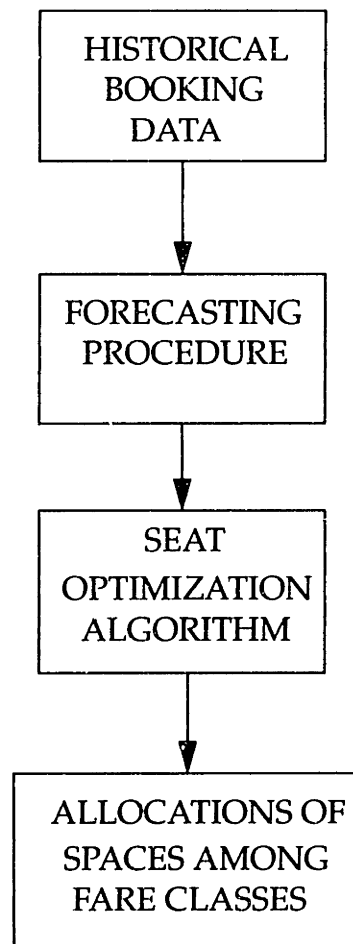 HISTORICAL
BOOKING
DATA
FORECASTING
PROCEDURE
SEAT
OPTIMIZATION
ALGORITHM
ALLOCATIONS OF
SPACES AMONG
FARE CLASSES